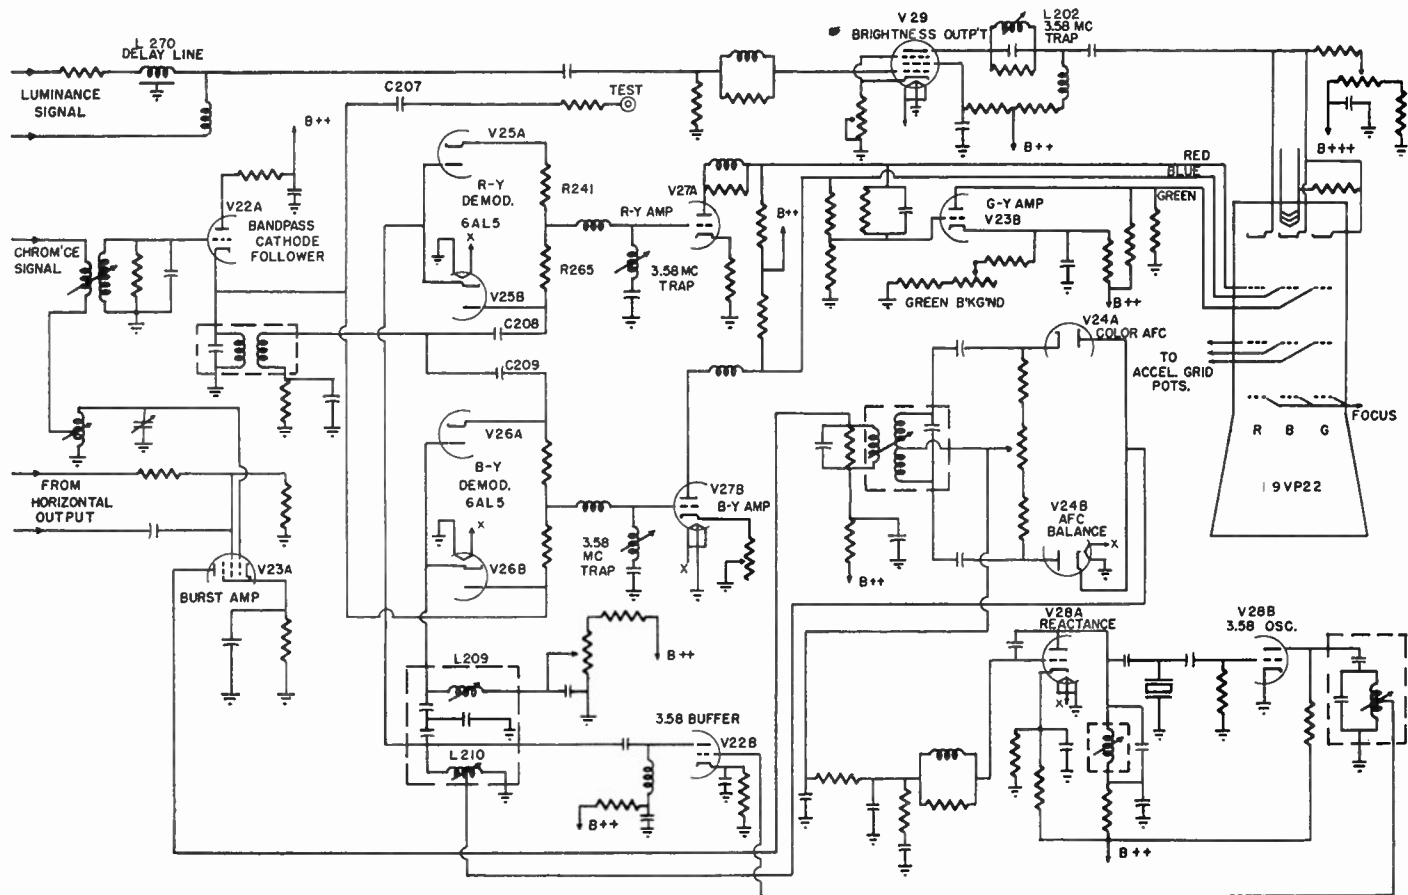 L 270
DELAY LINE
LUMINANCE
SIGNAL
C207
TEST
V 29
BRIGHTNESS OUTP'T
L202
3.58 MC
TRAP
B++
B+++
B++
V25A
R-Y
DEMOD.
6AL5
X
V25B
R241
R265
R-Y AMP
V27A
3.58 MC
TRAP
B++
RED
BLUE
GREEN
G-Y AMP
V23B
GREEN B'KG'ND
B++
V22A
BANDPASS
CATHODE
FOLLOWER
CHROM'CE
SIGNAL
C208
C209
V24A
COLOR AFC
TO
ACCEL. GRID
POTS.
FOCUS
R B G
19VP22
V26A
B-Y
DEMOD.
6AL5
X
V26B
V27B
B-Y AMP
X
3.58
MC
TRAP
V24B
AFC
BALANCE
X
B++
FROM
HORIZONTAL
OUTPUT
V23A
BURST AMP
L209
B++
L210
3.58 BUFFER
V22B
B++
V28A
REACTANCE
X
V28B
3.58 OSC.
B++